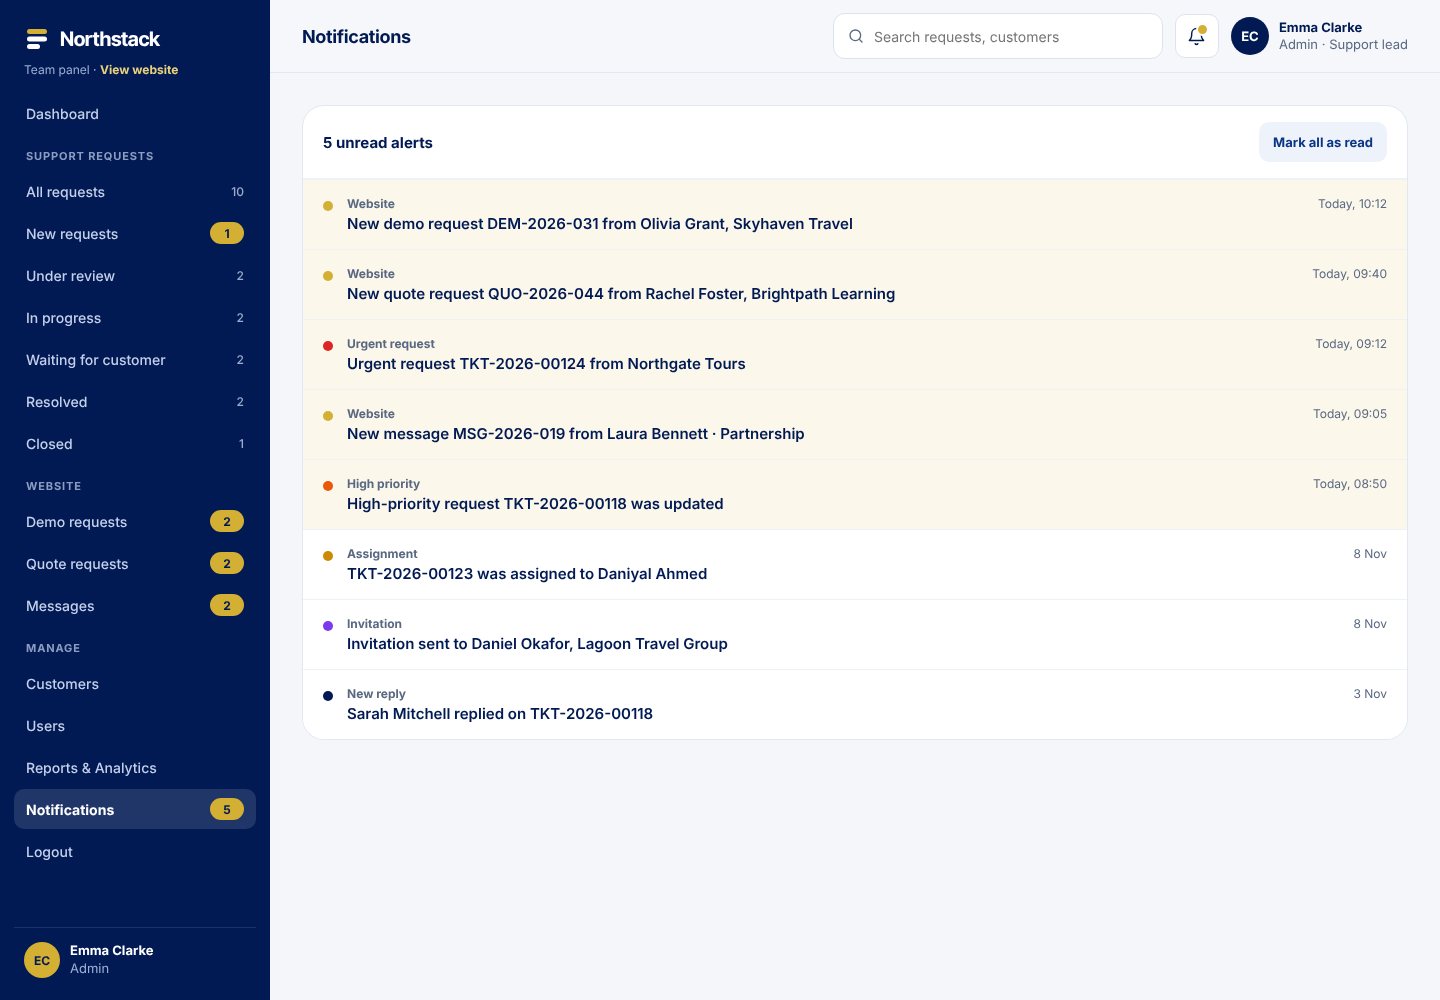 Northstack
Team panel · View website
Dashboard
SUPPORT REQUESTS
All requests 10
New requests 1
Under review 2
In progress 2
Waiting for customer 2
Resolved 2
Closed 1
WEBSITE
Demo requests 2
Quote requests 2
Messages 2
MANAGE
Customers
Users
Reports & Analytics
Notifications 5
Logout
EC
Emma Clarke
Admin
Notifications
Search requests, customers
EC
Emma Clarke
Admin · Support lead
5 unread alerts
Mark all as read
Website Today, 10:12
New demo request DEM-2026-031 from Olivia Grant, Skyhaven Travel
Website Today, 09:40
New quote request QUO-2026-044 from Rachel Foster, Brightpath Learning
Urgent request Today, 09:12
Urgent request TKT-2026-00124 from Northgate Tours
Website Today, 09:05
New message MSG-2026-019 from Laura Bennett · Partnership
High priority Today, 08:50
High-priority request TKT-2026-00118 was updated
Assignment 8 Nov
TKT-2026-00123 was assigned to Daniyal Ahmed
Invitation 8 Nov
Invitation sent to Daniel Okafor, Lagoon Travel Group
New reply 3 Nov
Sarah Mitchell replied on TKT-2026-00118